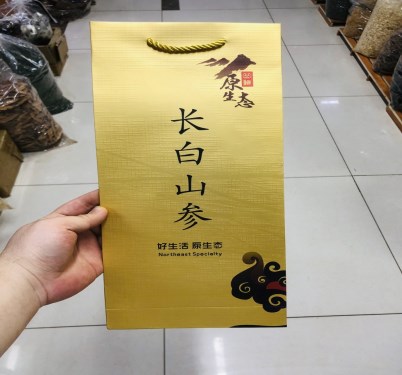 原
生态
长白山参
好生活 原生态
Northeast Specialty